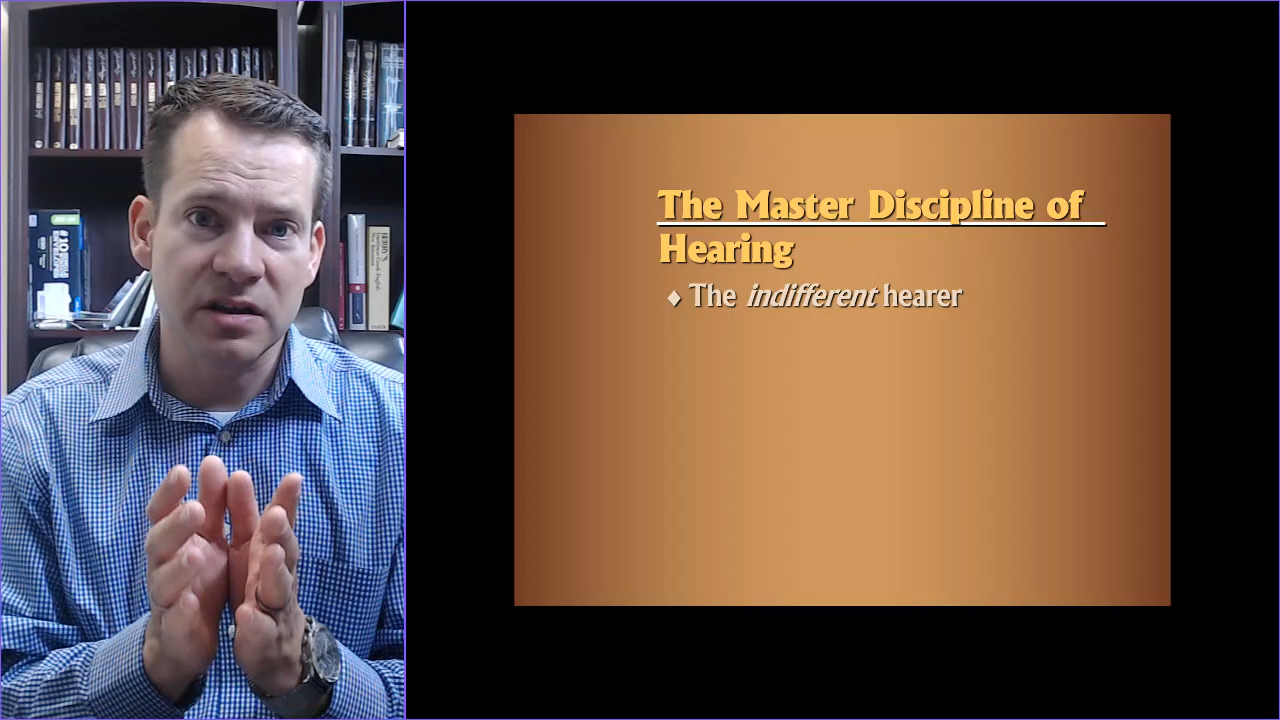 The Master Discipline of
Hearing
♦ The indifferent hearer